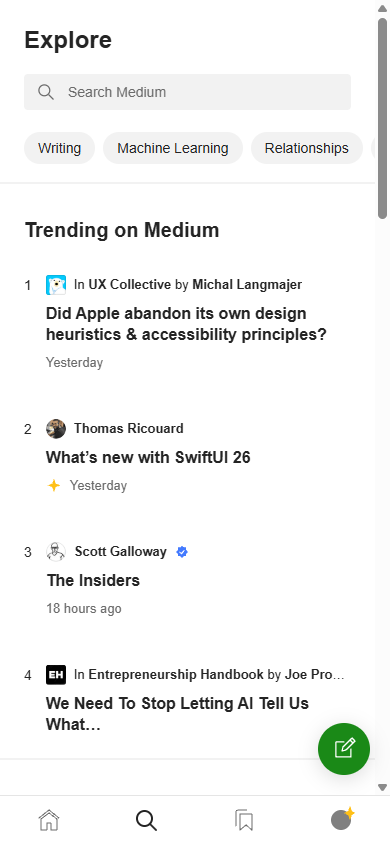 Explore
Search Medium
Writing
Machine Learning
Relationships
Trending on Medium
1
In UX Collective by Michal Langmajer
Did Apple abandon its own design
heuristics & accessibility principles?
Yesterday
2
Thomas Ricouard
What’s new with SwiftUI 26
Yesterday
3
Scott Galloway
The Insiders
18 hours ago
4
EH
In Entrepreneurship Handbook by Joe Pro…
We Need To Stop Letting AI Tell Us
What…